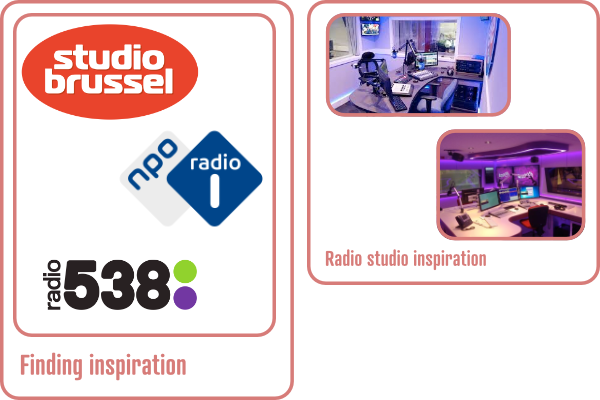 studio
brussel
npo
radio
1
radio
538
Finding inspiration
Radio studio inspiration